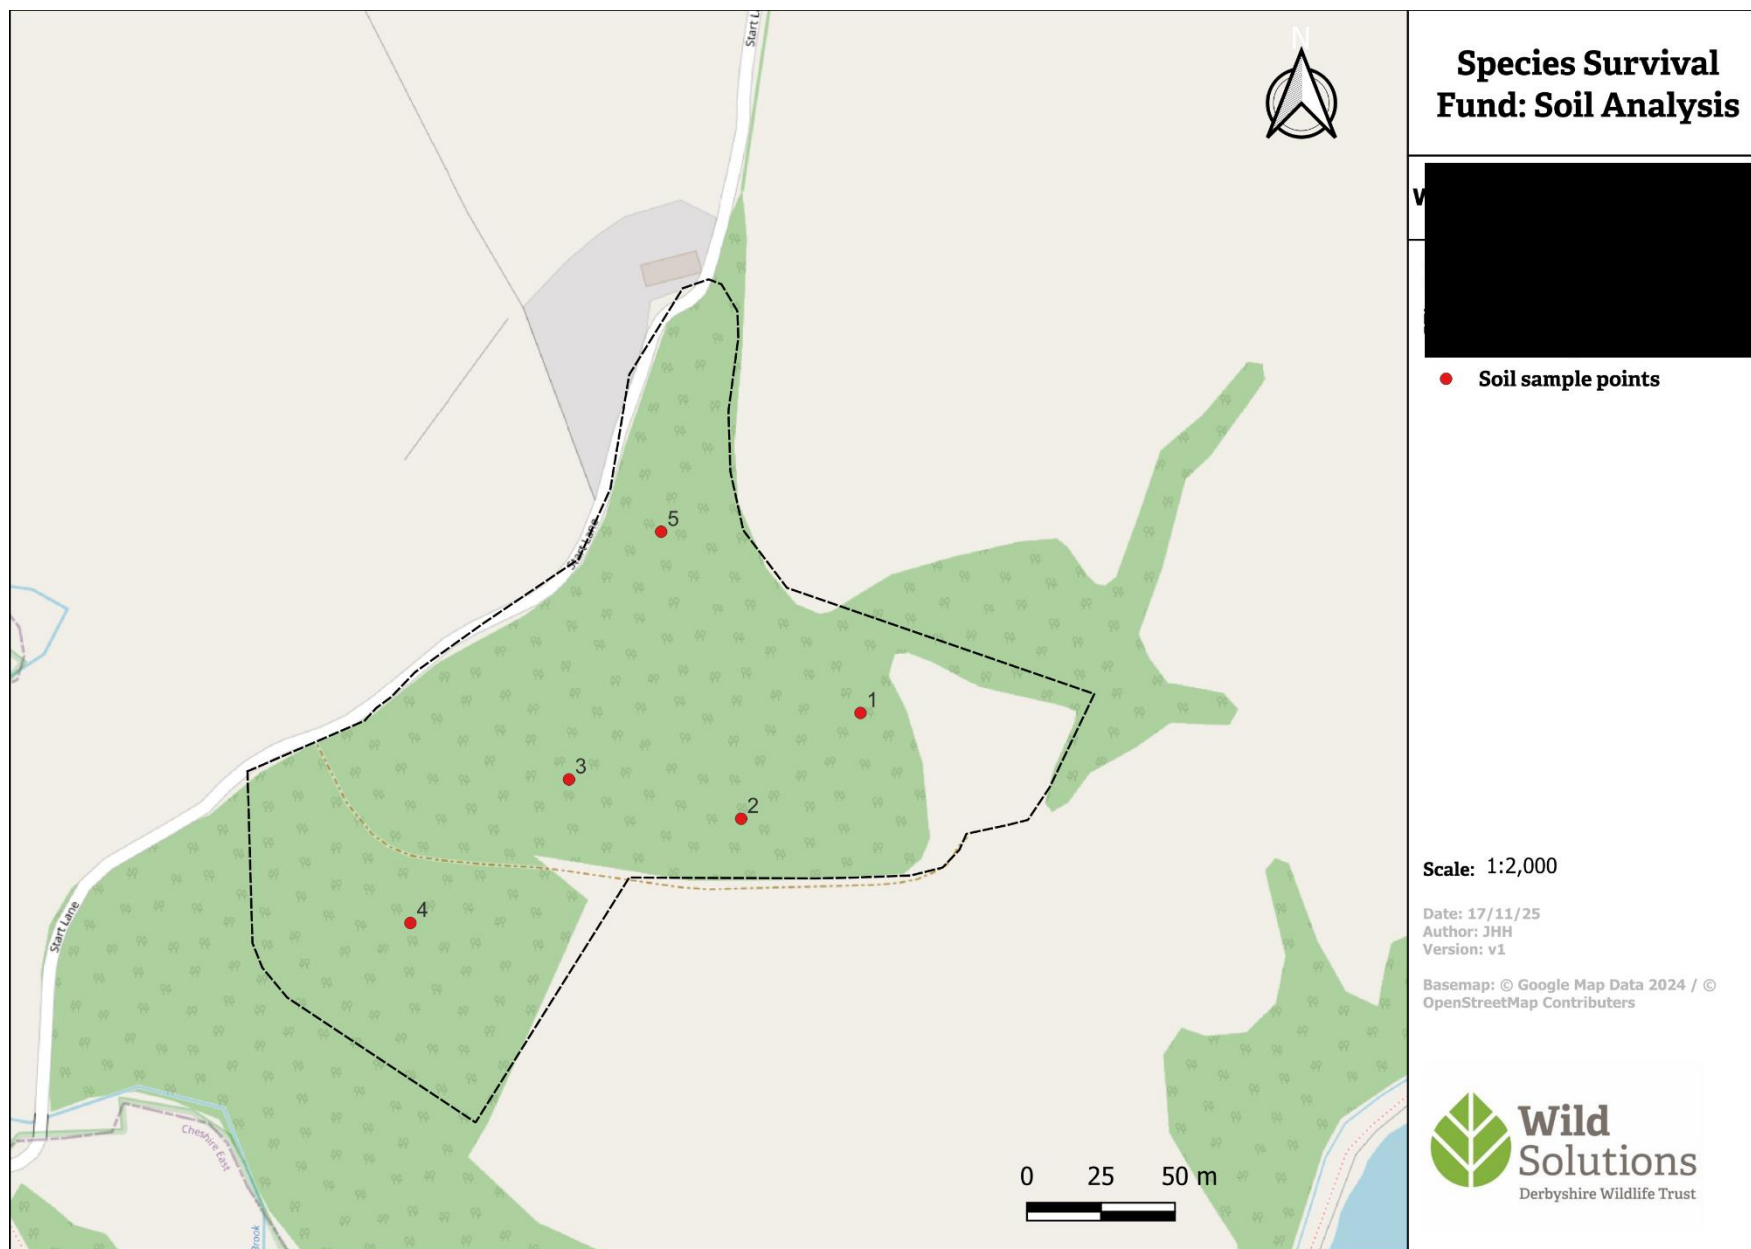 Species Survival
Fund: Soil Analysis
Soil sample points
Scale: 1:2,000
Date: 17/11/25
Author: JHH
Version: v1
Basemap: © Google Map Data 2024 / ©
OpenStreetMap Contributers
Wild
Solutions
Derbyshire Wildlife Trust
N
Start L
Start Lane
Start Lane
5
1
3
2
4
Cheshire East
Brook
0 25 50 m